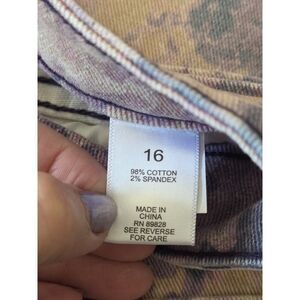 16
98% COTTON
2% SPANDEX
MADE IN
CHINA
RN 89828
SEE REVERSE
FOR CARE